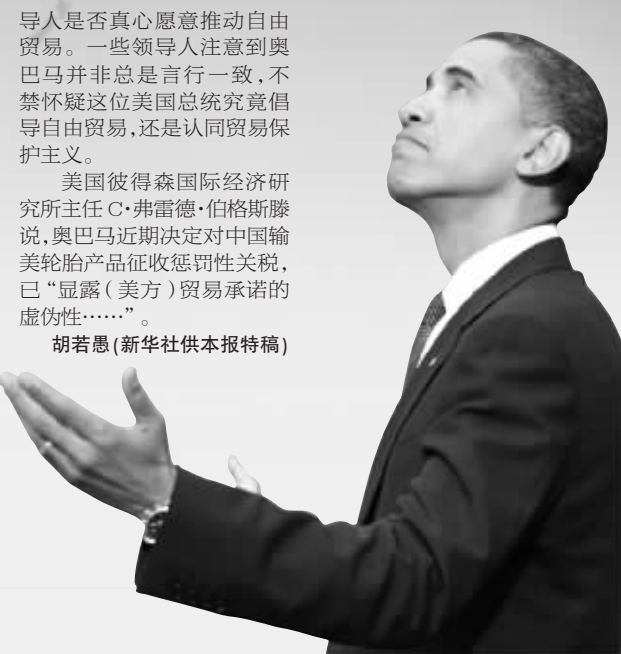 导人是否真心愿意推动自由
贸易。一些领导人注意到奥
巴马并非总是言行一致,不
禁怀疑这位美国总统究竟倡
导自由贸易,还是认同贸易保
护主义。
美国彼得森国际经济研
究所主任 C·弗雷德·伯格斯滕
说,奥巴马近期决定对中国输
美轮胎产品征收惩罚性关税,
已“显露(美方)贸易承诺的
虚伪性……”。
胡若愚(新华社供本报特稿)